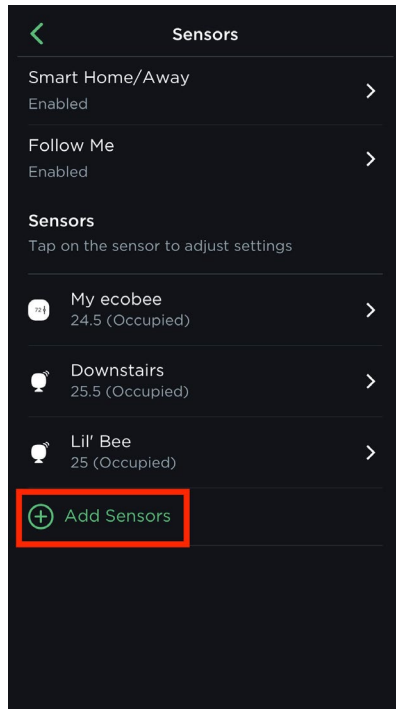 Sensors
Smart Home/Away
Enabled
Follow Me
Enabled
Sensors
Tap on the sensor to adjust settings
My ecobee
72
24.5 (Occupied)
Downstairs
25.5 (Occupied)
Lil' Bee
25 (Occupied)
Add Sensors